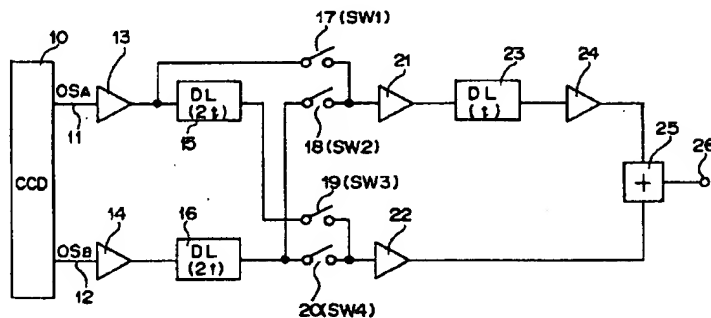 10
13
17(SW1)
21
23
24
OSA
DL
(2t)
DL
(t)
11
15
18(SW2)
25
26
CCD
+
19(SW3)
14
16
22
OSB
DL
(2t)
12
20(SW4)